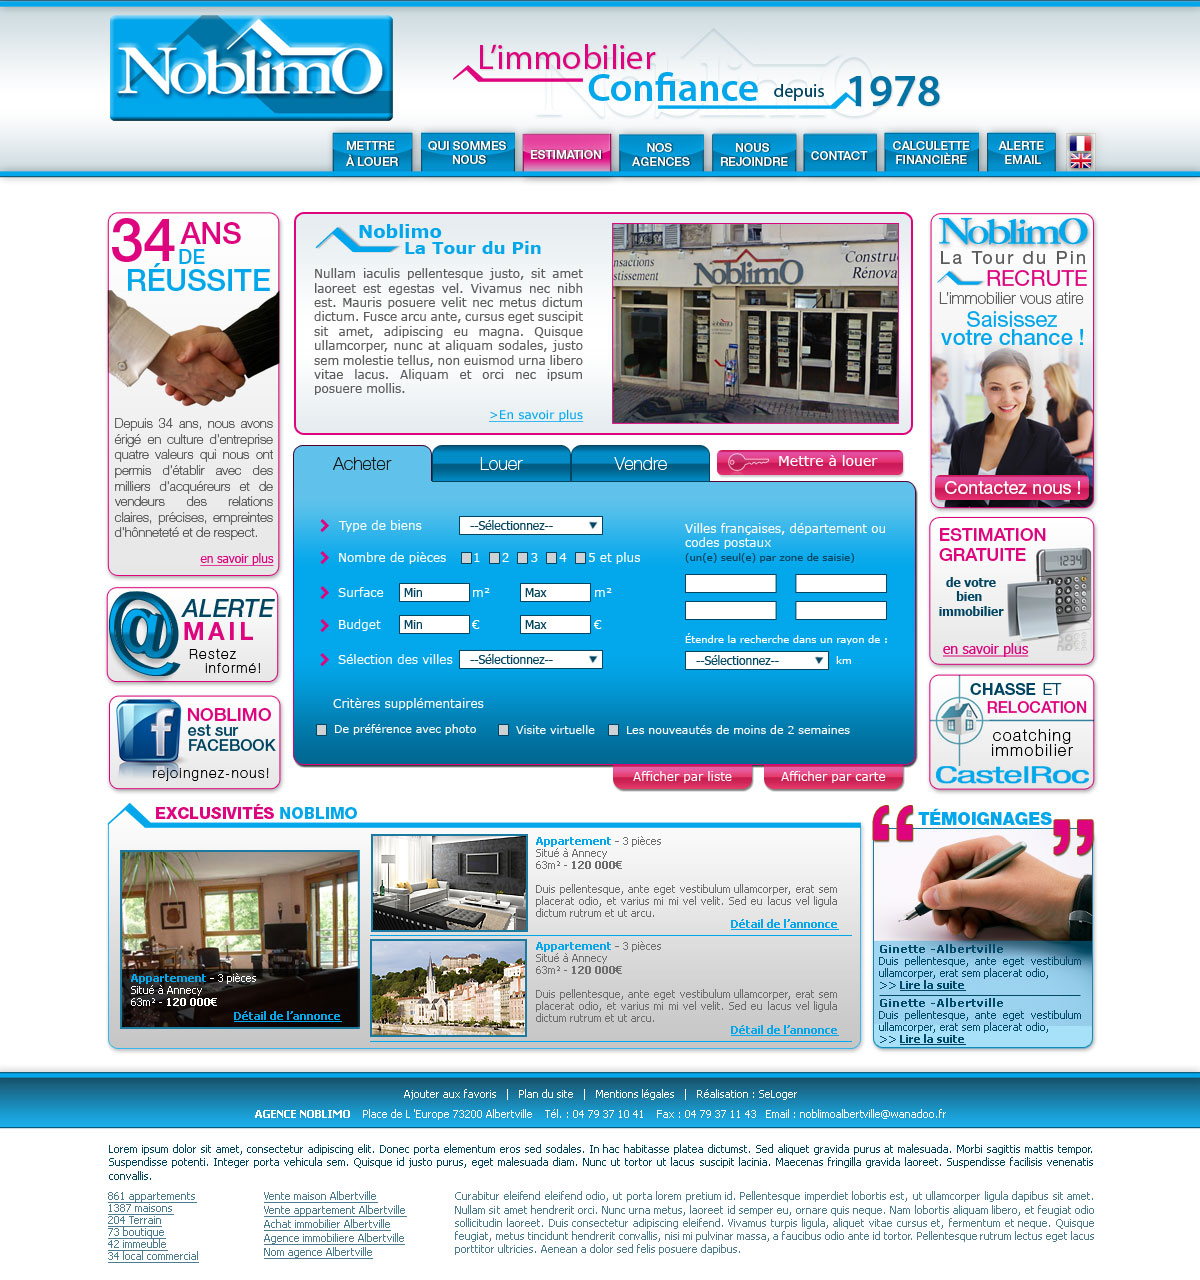 NoblimO
L'immobilier
Confiance depuis 1978
METTRE
À LOUER
QUI SOMMES
NOUS
ESTIMATION
NOS
AGENCES
NOUS
REJOINDRE
CONTACT
CALCULETTE
FINANCIÈRE
ALERTE
EMAIL
34 ANS
DE
RÉUSSITE
Depuis 34 ans, nous avons
érigé en culture d'entreprise
quatre valeurs qui nous ont
permis d'établir avec des
milliers d'acquéreurs et de
vendeurs des relations
claires, précises, empreintes
d'hônneteté et de respect.
en savoir plus
@ ALERTE
MAIL
Restez
informé!
NOBLIMO
est sur
FACEBOOK
rejoingnez-nous!
Noblimo
La Tour du Pin
Nullam iaculis pellentesque justo, sit amet
laoreet est egestas vel. Vivamus nec nibh
est. Mauris posuere velit nec metus dictum
dictum. Fusce arcu ante, cursus eget suscipit
sit amet, adipiscing eu magna. Quisque
ullamcorper, nunc at aliquam sodales, justo
sem molestie tellus, non euismod urna libero
vitae lacus. Aliquam et orci nec ipsum
posuere mollis.
>En savoir plus
nsactions
stissement
NoblimO
Constru
Rénova
NoblimO
Acheter
Louer
Vendre
Mettre à louer
Type de biens
--Sélectionnez--
Nombre de pièces
1
2
3
4
5 et plus
Surface
Min
m²
Max
m²
Budget
Min
€
Max
€
Sélection des villes
--Sélectionnez--
Villes françaises, département ou
codes postaux
(un(e) seul(e) par zone de saisie)
Étendre la recherche dans un rayon de :
--Sélectionnez--
km
Critères supplémentaires
De préférence avec photo
Visite virtuelle
Les nouveautés de moins de 2 semaines
Afficher par liste
Afficher par carte
NoblimO
La Tour du Pin
RECRUTE
L'immobilier vous atire
Saisissez
votre chance !
Contactez nous !
ESTIMATION
GRATUITE
1234
de votre
bien
immobilier
en savoir plus
CHASSE ET
RELOCATION
coatching
immobilier
CastelRoc
EXCLUSIVITÉS NOBLIMO
Appartement - 3 pièces
Situé à Annecy
63m² - 120 000€
Détail de l'annonce
Appartement - 3 pièces
Situé à Annecy
63m² - 120 000€
Duis pellentesque, ante eget vestibulum ullamcorper, erat sem
placerat odio, et varius mi mi vel velit. Sed eu lacus vel ligula
dictum rutrum et ut arcu.
Détail de l'annonce
Appartement - 3 pièces
Situé à Annecy
63m² - 120 000€
Duis pellentesque, ante eget vestibulum ullamcorper, erat sem
placerat odio, et varius mi mi vel velit. Sed eu lacus vel ligula
dictum rutrum et ut arcu.
Détail de l'annonce
“ TÉMOIGNAGES ”
Ginette -Albertville
Duis pellentesque, ante eget vestibulum
ullamcorper, erat sem placerat odio,
>> Lire la suite
Ginette -Albertville
Duis pellentesque, ante eget vestibulum
ullamcorper, erat sem placerat odio,
>> Lire la suite
Ajouter aux favoris | Plan du site | Mentions légales | Réalisation : SeLoger
AGENCE NOBLIMO Place de L 'Europe 73200 Albertville Tél. : 04 79 37 10 41 Fax : 04 79 37 11 43 Email : noblimoalbertville@wanadoo.fr
Lorem ipsum dolor sit amet, consectetur adipiscing elit. Donec porta elementum eros sed sodales. In hac habitasse platea dictumst. Sed aliquet gravida purus at malesuada. Morbi sagittis mattis tempor.
Suspendisse potenti. Integer porta vehicula sem. Quisque id justo purus, eget malesuada diam. Nunc ut tortor ut lacus suscipit lacinia. Maecenas fringilla gravida laoreet. Suspendisse facilisis venenatis
convallis.
861 appartements
1387 maisons
204 Terrain
73 boutique
42 immeuble
34 local commercial
Vente maison Albertville
Vente appartement Albertville
Achat immobilier Albertville
Agence immobiliere Albertville
Nom agence Albertville
Curabitur eleifend eleifend odio, ut porta lorem pretium id. Pellentesque imperdiet lobortis est, ut ullamcorper ligula dapibus sit amet.
Nullam sit amet hendrerit orci. Nunc urna metus, laoreet id semper eu, ornare quis neque. Nam lobortis aliquam libero, et feugiat odio
sollicitudin laoreet. Duis consectetur adipiscing eleifend. Vivamus turpis ligula, aliquet vitae cursus et, fermentum et neque. Quisque
feugiat, metus tincidunt hendrerit convallis, nisi mi pulvinar massa, a faucibus odio ante id tortor. Pellentesque rutrum lectus eget lacus
porttitor ultricies. Aenean a dolor sed felis posuere dapibus.